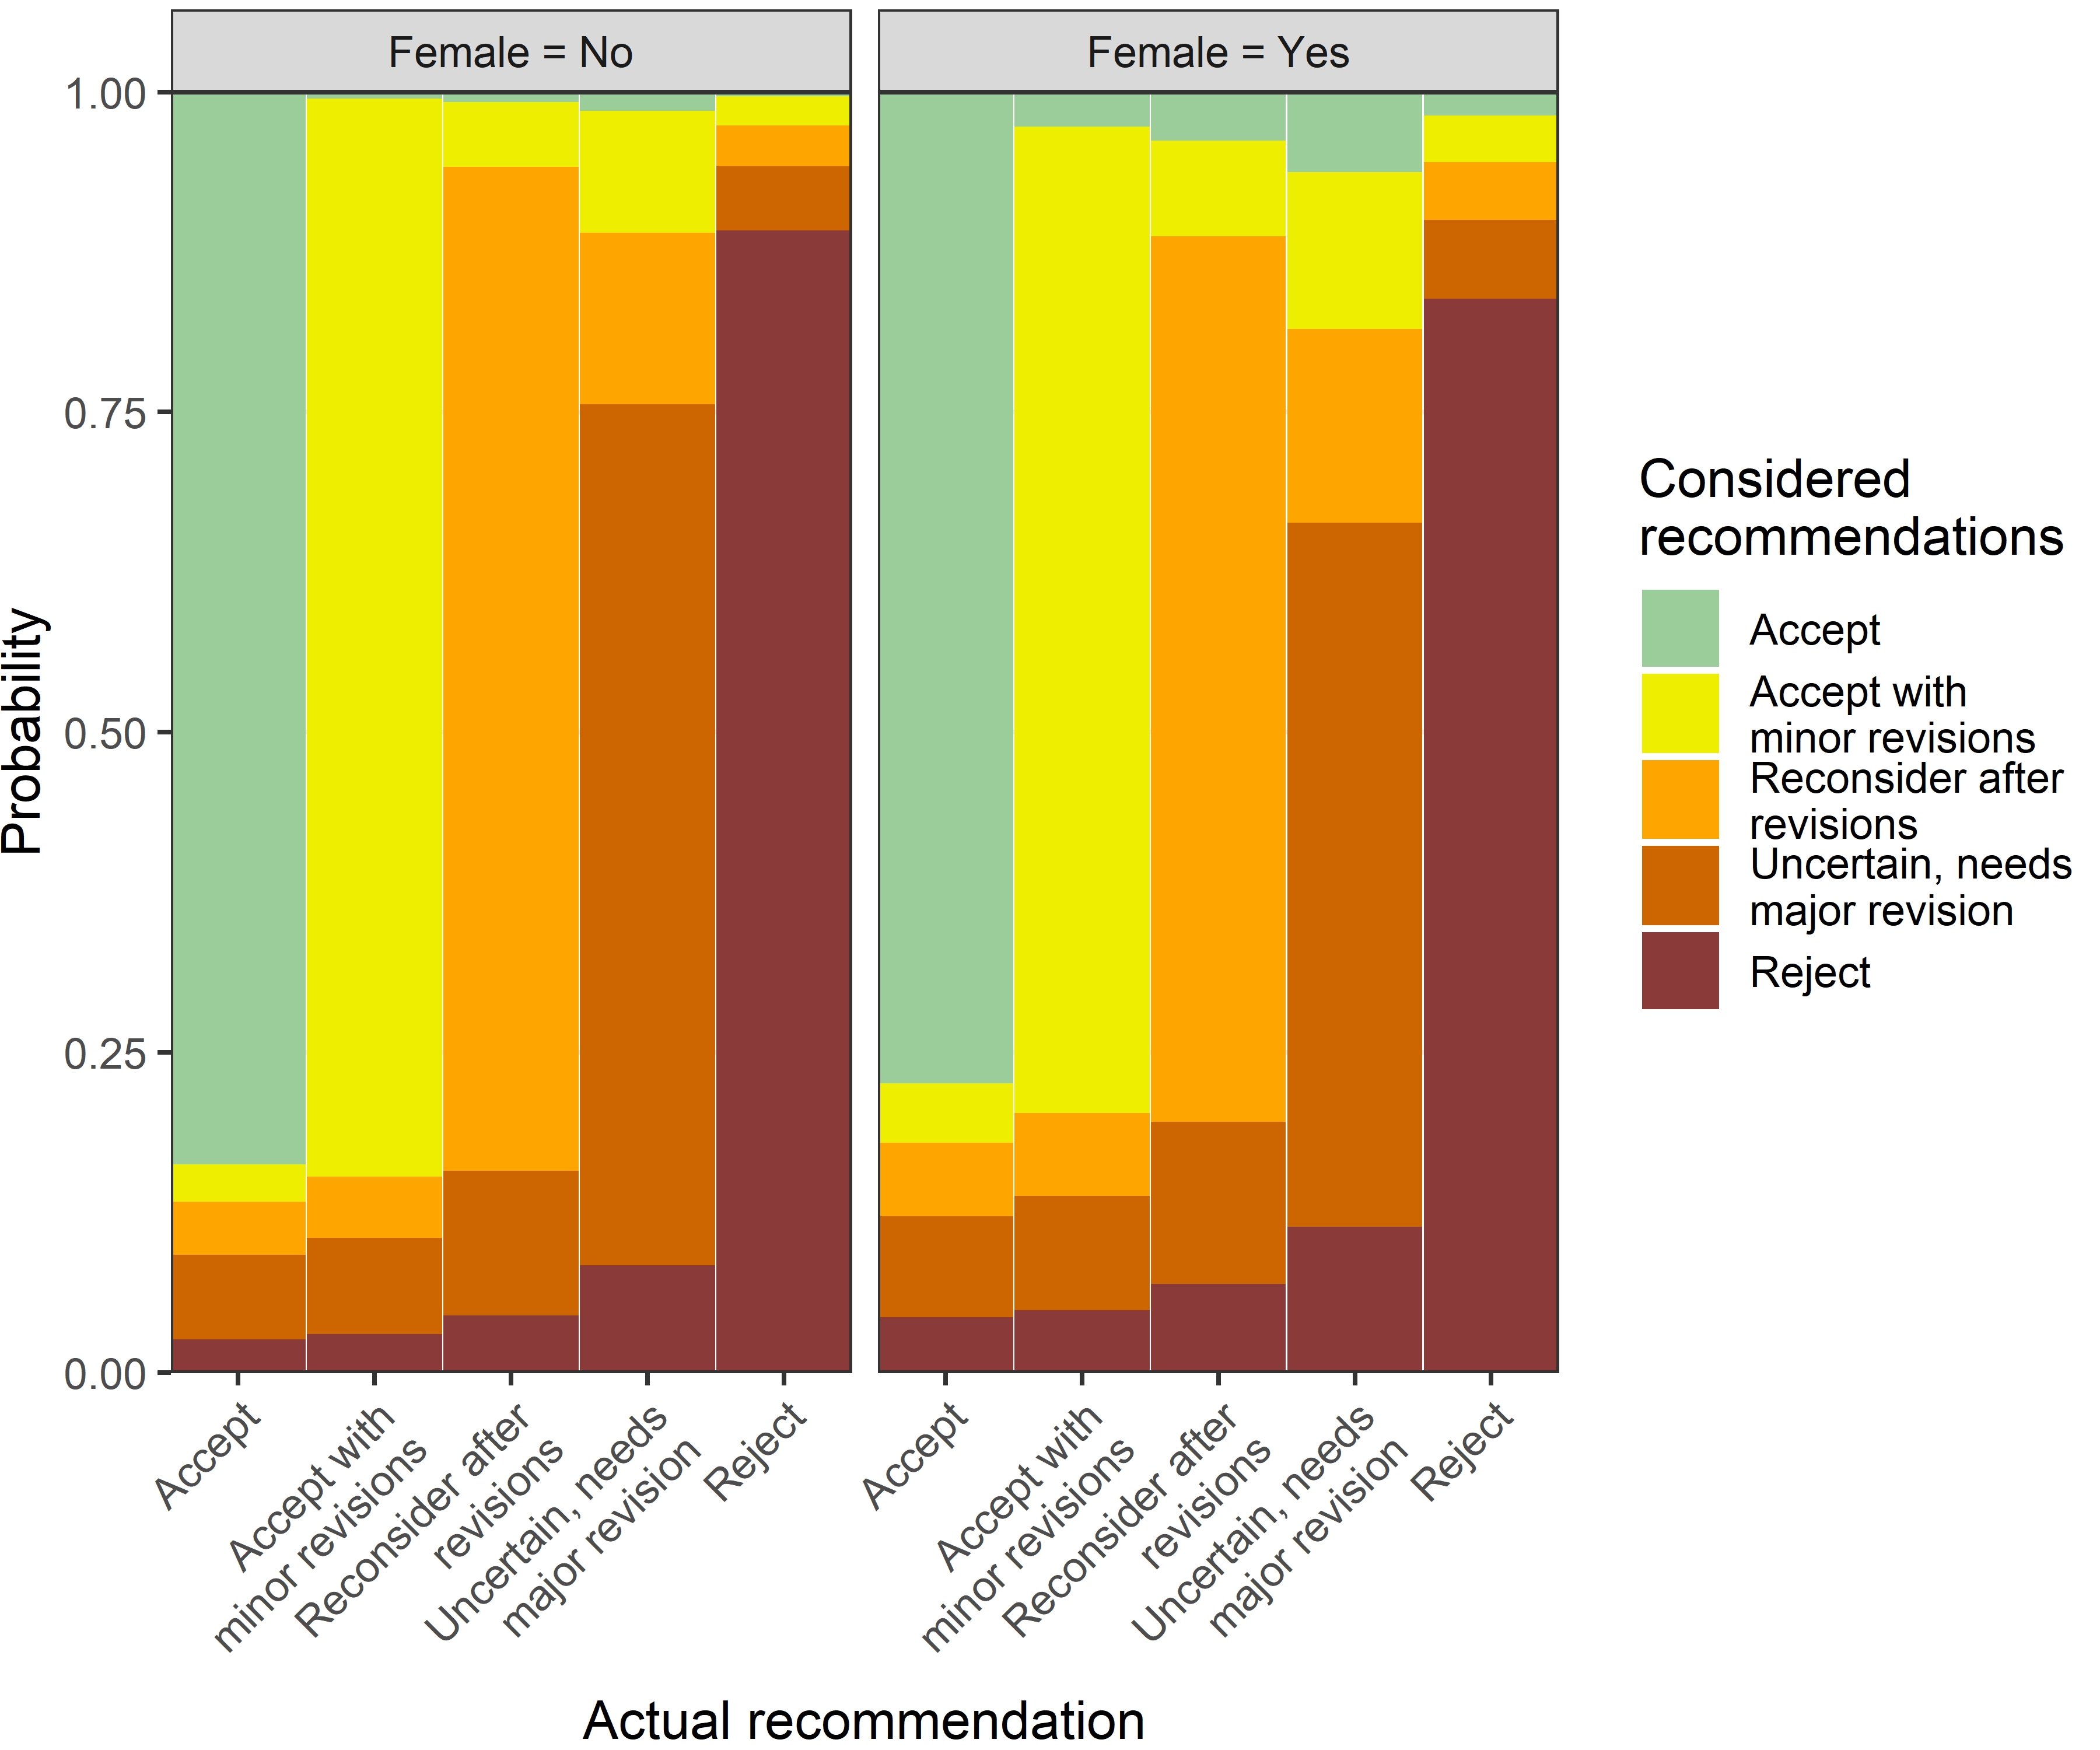 Female = No
Female = Yes
1.00
0.75
0.50
0.25
0.00
Probability
Accept
Accept with
minor revisions
Reconsider after
revisions
Uncertain, needs
major revision
Reject
Accept
Accept with
minor revisions
Reconsider after
revisions
Uncertain, needs
major revision
Reject
Actual recommendation
Considered
recommendations
Accept
Accept with
minor revisions
Reconsider after
revisions
Uncertain, needs
major revision
Reject